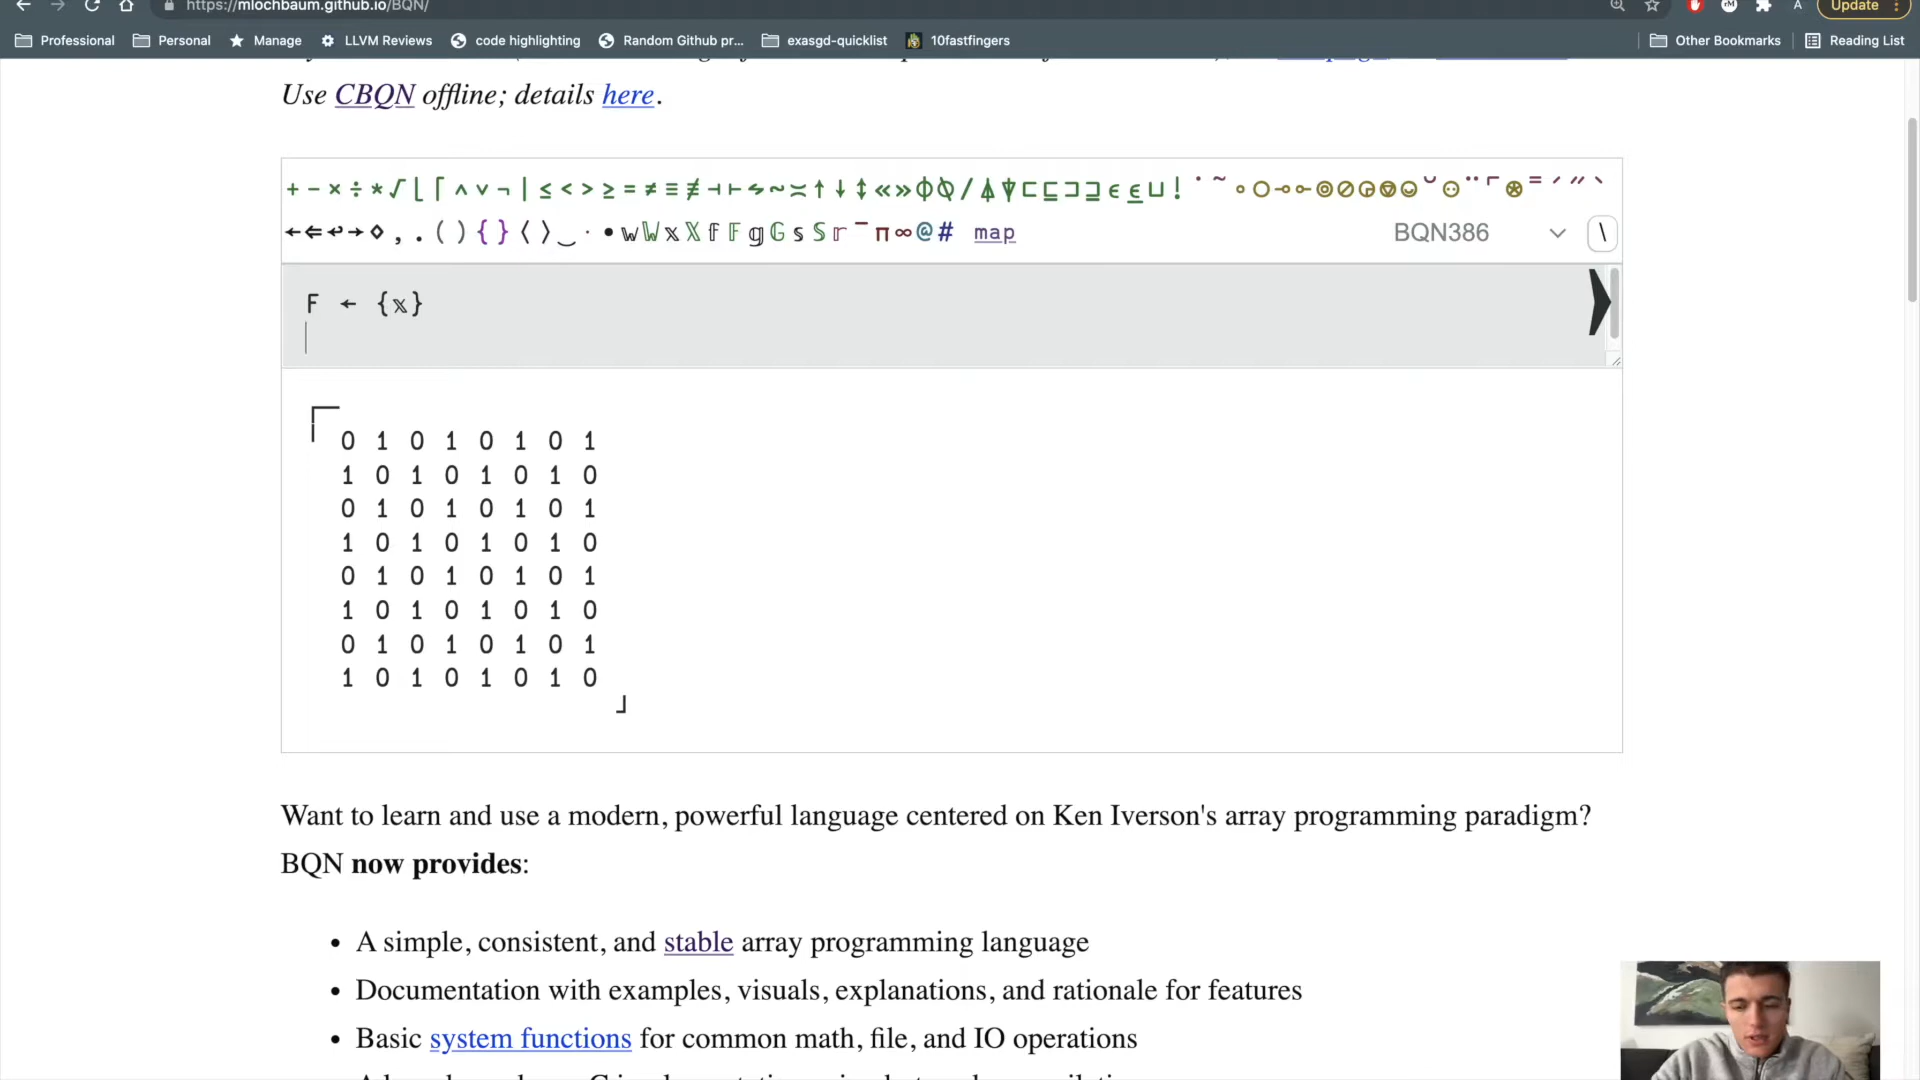 https://mlochbaum.github.io/BQN/
Update
Professional Personal Manage LLVM Reviews code highlighting Random Github pr... exasgd-quicklist 10fastfingers Other Bookmarks Reading List
Use CBQN offline; details here.
+-×÷⋆√⌊⌈∧∨¬|≤<>≥=≠≡≢⊣⊢⥊∾≍↑↓↕«»⌽⍉/⍋⍒⊏⊑⊐⊒∊⍷⊔!˙˜∘○⊸⟜⌾⊘◶⎉⚇⍟⎊
←⇐↩→⋄,.(){}⟨⟩‿·•𝕨𝕎𝕩𝕏𝕗𝔽𝕘𝔾𝕤𝕊𝕣¯π∞@# map BQN386 \
F ← {𝕩}
0 1 0 1 0 1 0 1
1 0 1 0 1 0 1 0
0 1 0 1 0 1 0 1
1 0 1 0 1 0 1 0
0 1 0 1 0 1 0 1
1 0 1 0 1 0 1 0
0 1 0 1 0 1 0 1
1 0 1 0 1 0 1 0
Want to learn and use a modern, powerful language centered on Ken Iverson's array programming paradigm?
BQN now provides:
• A simple, consistent, and stable array programming language
• Documentation with examples, visuals, explanations, and rationale for features
• Basic system functions for common math, file, and IO operations